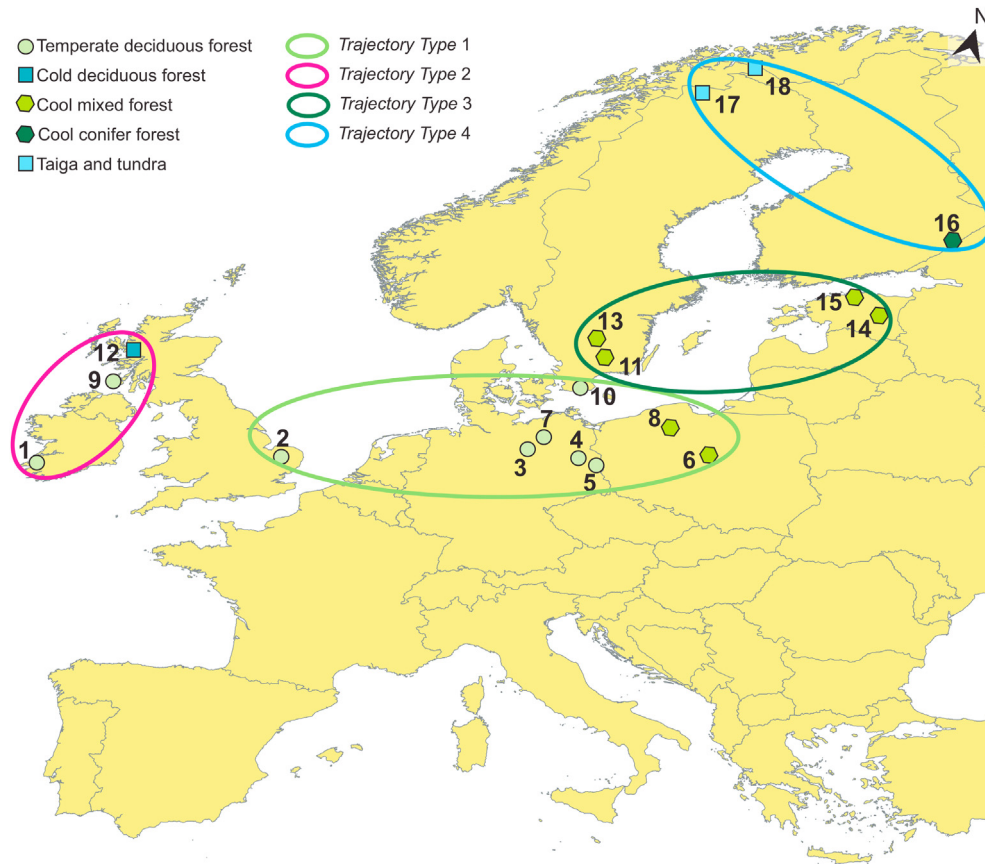 N
Temperate deciduous forest
Cold deciduous forest
Cool mixed forest
Cool conifer forest
Taiga and tundra
Trajectory Type 1
Trajectory Type 2
Trajectory Type 3
Trajectory Type 4
18
17
16
15
14
13
11
12
9
10
1
2
7
8
3
4
6
5